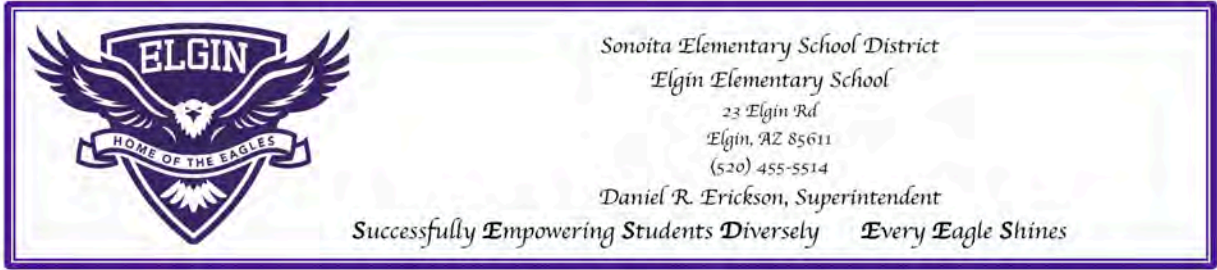 ELGIN
HOME OF THE EAGLES
Sonoita Elementary School District
Elgin Elementary School
23 Elgin Rd
Elgin, AZ 85611
(520) 455-5514
Daniel R. Erickson, Superintendent
Successfully Empowering Students Diversely Every Eagle Shines